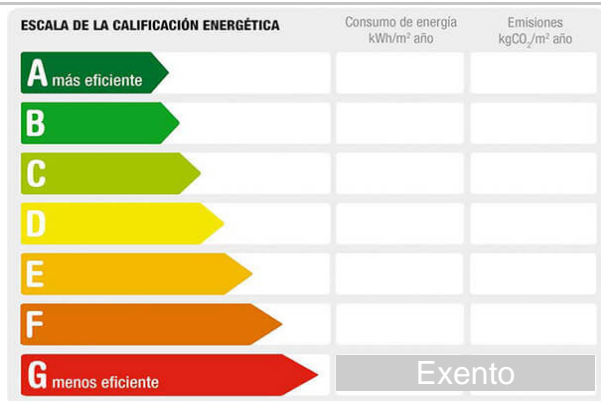 ESCALA DE LA CALIFICACIÓN ENERGÉTICA
Consumo de energía
kWh/m² año
Emisiones
kgCO₂/m² año
A más eficiente
B
C
D
E
F
G menos eficiente
Exento